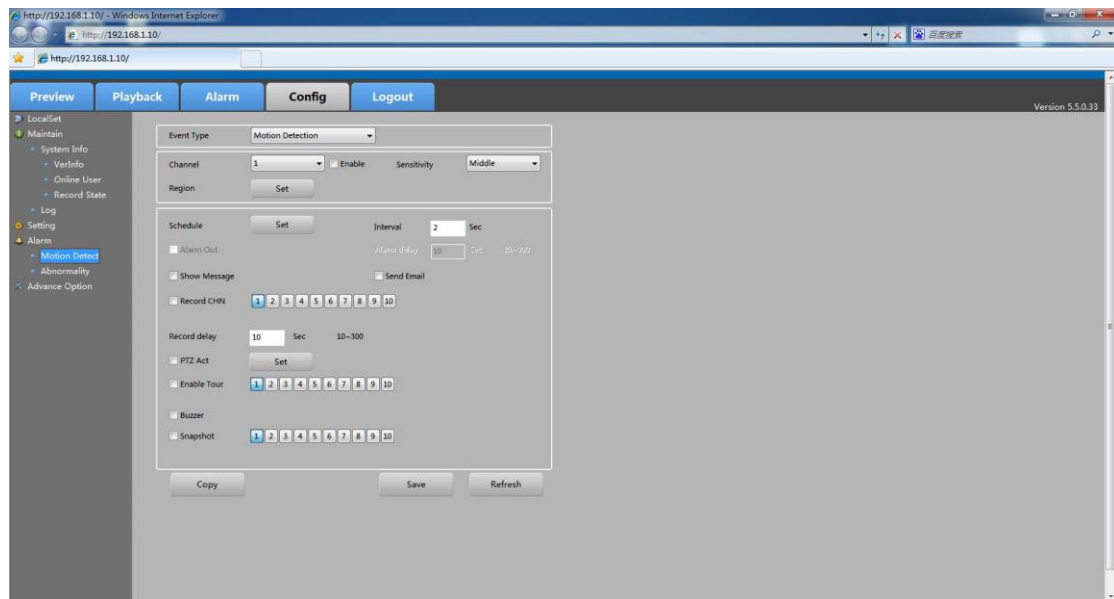 http://192.168.1.10/ - Windows Internet Explorer
http://192.168.1.10/
百度搜索
http://192.168.1.10/
Preview Playback Alarm Config Logout
Version 5.5.0.33
LocalSet
Maintain
System Info
VerInfo
Online User
Record State
Log
Setting
Alarm
Motion Detect
Abnormality
Advance Option
Event Type Motion Detection
Channel 1 Enable Sensitivity Middle
Region Set
Schedule Set Interval 2 Sec
Alarm Out Alarm delay 10 Sec 10~300
Show Message Send Email
Record CHN 1 2 3 4 5 6 7 8 9 10
Record delay 10 Sec 10~300
PTZ Act Set
Enable Tour 1 2 3 4 5 6 7 8 9 10
Buzzer
Snapshot 1 2 3 4 5 6 7 8 9 10
Copy Save Refresh